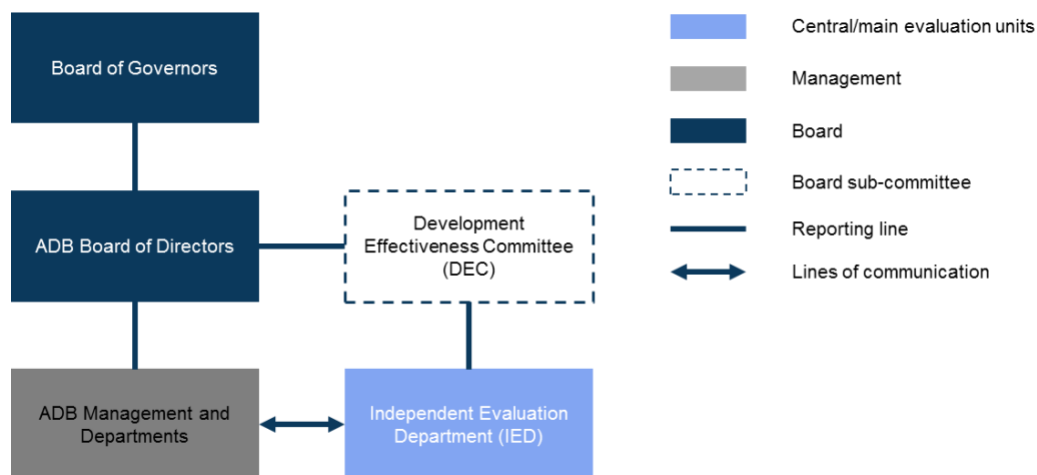 Board of Governors
ADB Board of Directors
Development
Effectiveness Committee
(DEC)
ADB Management and
Departments
Independent Evaluation
Department (IED)
Central/main evaluation units
Management
Board
Board sub-committee
Reporting line
Lines of communication